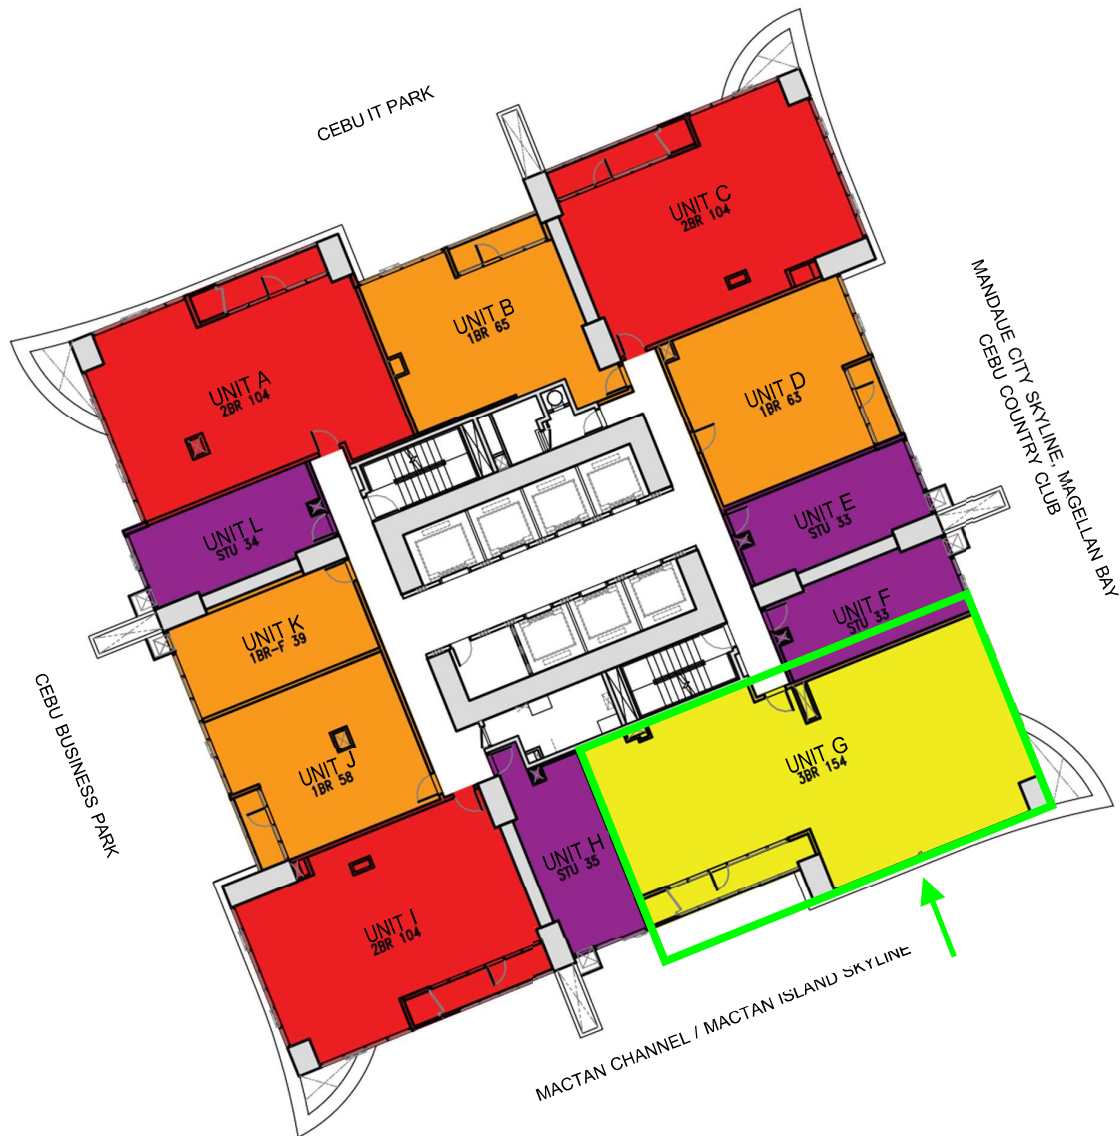 CEBU IT PARK
UNIT C
2BR 104
UNIT B
1BR 65
UNIT A
2BR 104
UNIT D
1BR 63
MANDAUE CITY SKYLINE, MAGELLAN BAY
CEBU COUNTRY CLUB
UNIT E
STU 33
UNIT L
STU 34
UNIT F
STU 33
UNIT K
1BR-F 39
UNIT G
3BR 154
UNIT J
1BR 58
CEBU BUSINESS PARK
UNIT H
STU 35
UNIT I
2BR 104
MACTAN CHANNEL / MACTAN ISLAND SKYLINE